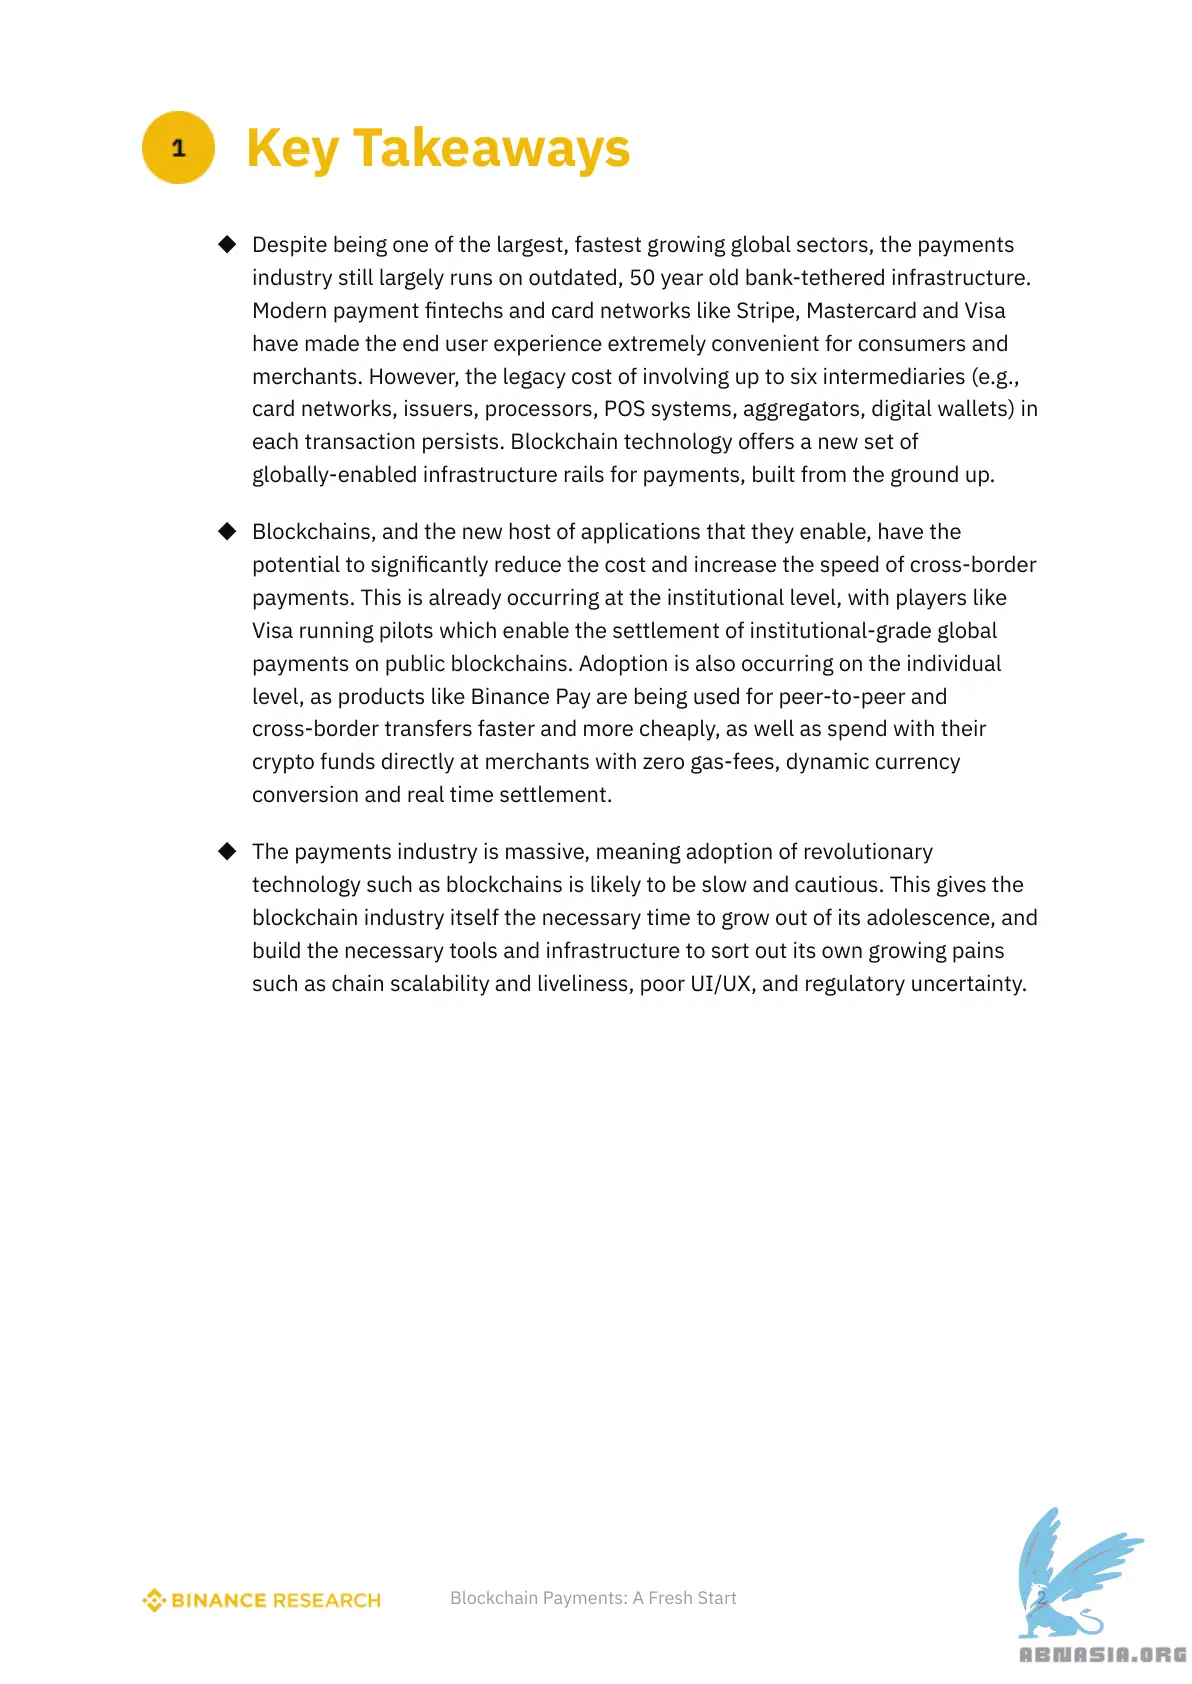 1
Key Takeaways
◆ Despite being one of the largest, fastest growing global sectors, the payments
industry still largely runs on outdated, 50 year old bank-tethered infrastructure.
Modern payment fintechs and card networks like Stripe, Mastercard and Visa
have made the end user experience extremely convenient for consumers and
merchants. However, the legacy cost of involving up to six intermediaries (e.g.,
card networks, issuers, processors, POS systems, aggregators, digital wallets) in
each transaction persists. Blockchain technology offers a new set of
globally-enabled infrastructure rails for payments, built from the ground up.
◆ Blockchains, and the new host of applications that they enable, have the
potential to significantly reduce the cost and increase the speed of cross-border
payments. This is already occurring at the institutional level, with players like
Visa running pilots which enable the settlement of institutional-grade global
payments on public blockchains. Adoption is also occurring on the individual
level, as products like Binance Pay are being used for peer-to-peer and
cross-border transfers faster and more cheaply, as well as spend with their
crypto funds directly at merchants with zero gas-fees, dynamic currency
conversion and real time settlement.
◆ The payments industry is massive, meaning adoption of revolutionary
technology such as blockchains is likely to be slow and cautious. This gives the
blockchain industry itself the necessary time to grow out of its adolescence, and
build the necessary tools and infrastructure to sort out its own growing pains
such as chain scalability and liveliness, poor UI/UX, and regulatory uncertainty.
BINANCE RESEARCH
Blockchain Payments: A Fresh Start
2
ABNASIA.ORG